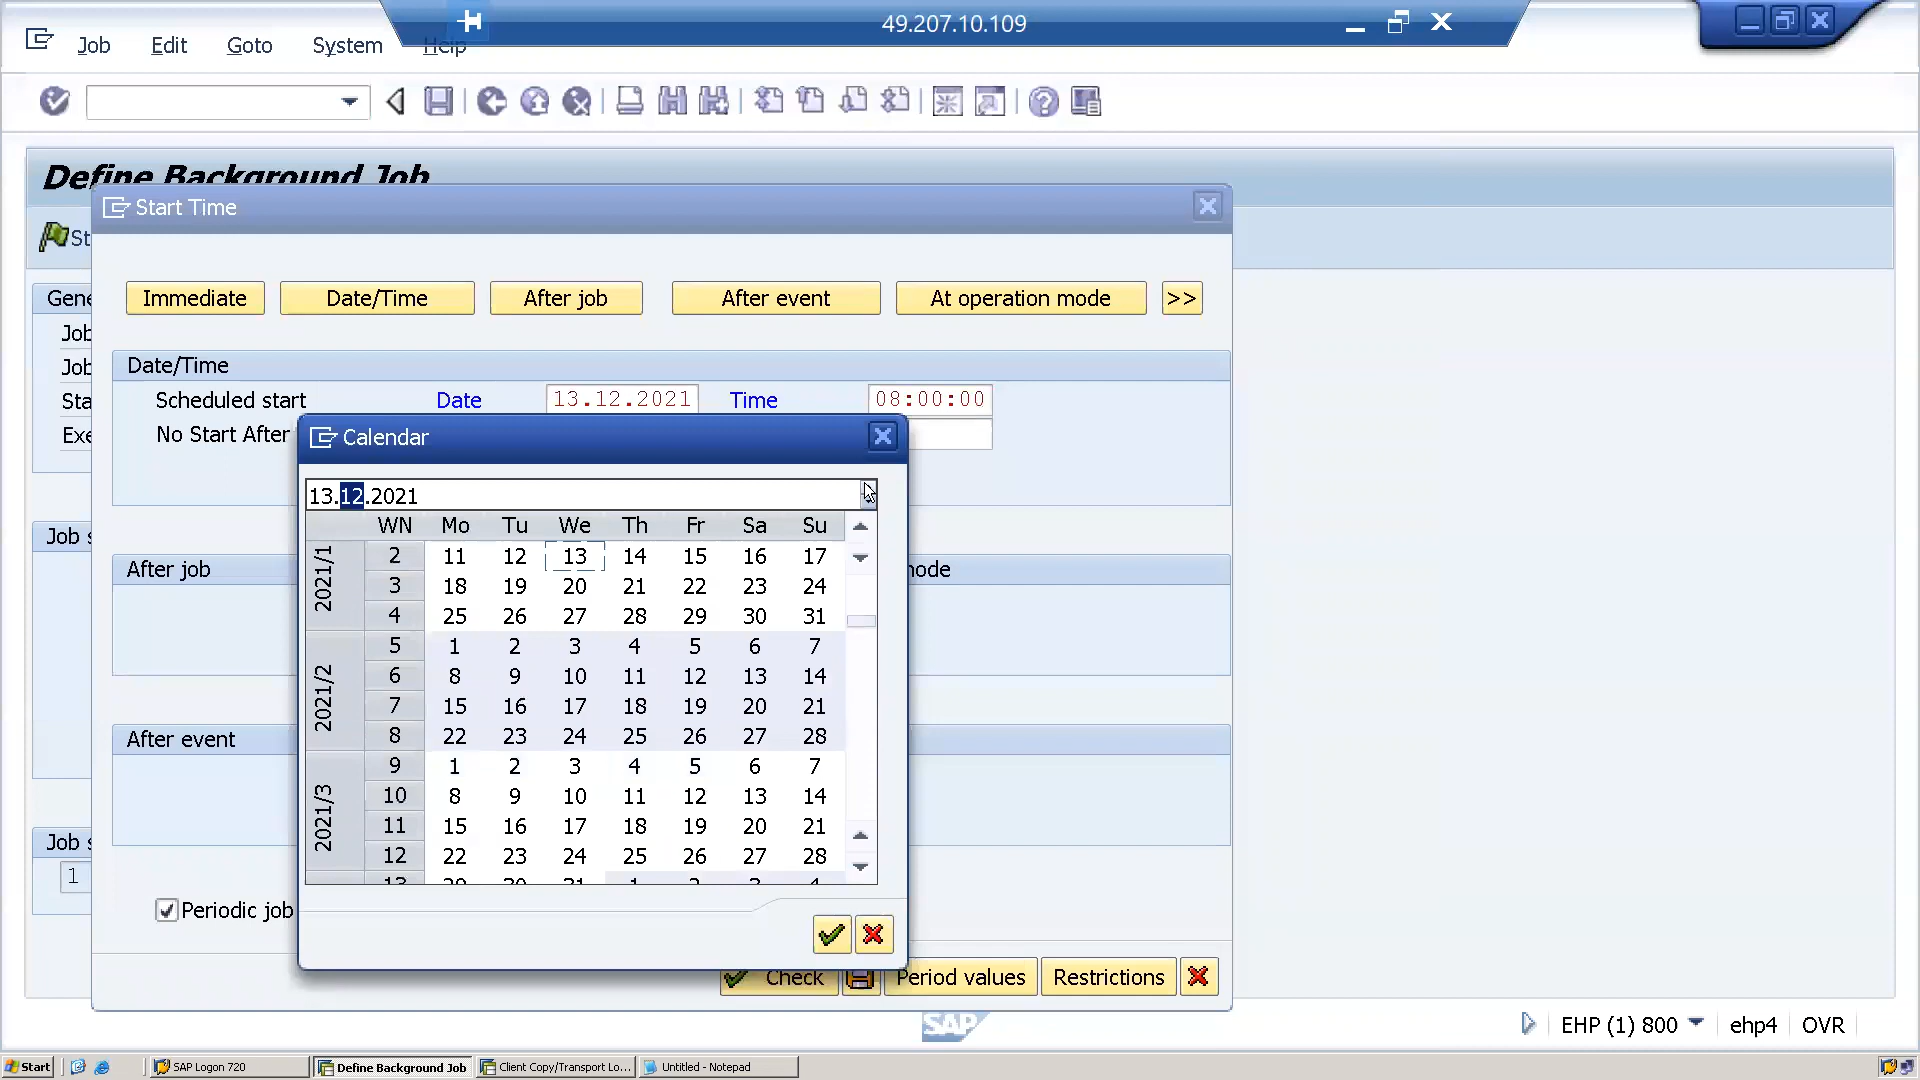 49.207.10.109
Job Edit Goto System Help
Define Background Job
St
Start Time
Immediate Date/Time After job After event At operation mode >>
Gene
Job
Job
Sta
Exe
Date/Time
Scheduled start Date 13.12.2021 Time 08:00:00
No Start After
Calendar
13.12.2021
WN Mo Tu We Th Fr Sa Su
2021/1
2 11 12 13 14 15 16 17
3 18 19 20 21 22 23 24
4 25 26 27 28 29 30 31
2021/2
5 1 2 3 4 5 6 7
6 8 9 10 11 12 13 14
7 15 16 17 18 19 20 21
8 22 23 24 25 26 27 28
2021/3
9 1 2 3 4 5 6 7
10 8 9 10 11 12 13 14
11 15 16 17 18 19 20 21
12 22 23 24 25 26 27 28
13 29 30 31 1 2 3 4
Job s
After job
mode
After event
Job s
1
Periodic job
Check Period values Restrictions
SAP
EHP (1) 800 ehp4 OVR
Start SAP Logon 720 Define Background Job Client Copy/Transport Lo... Untitled - Notepad